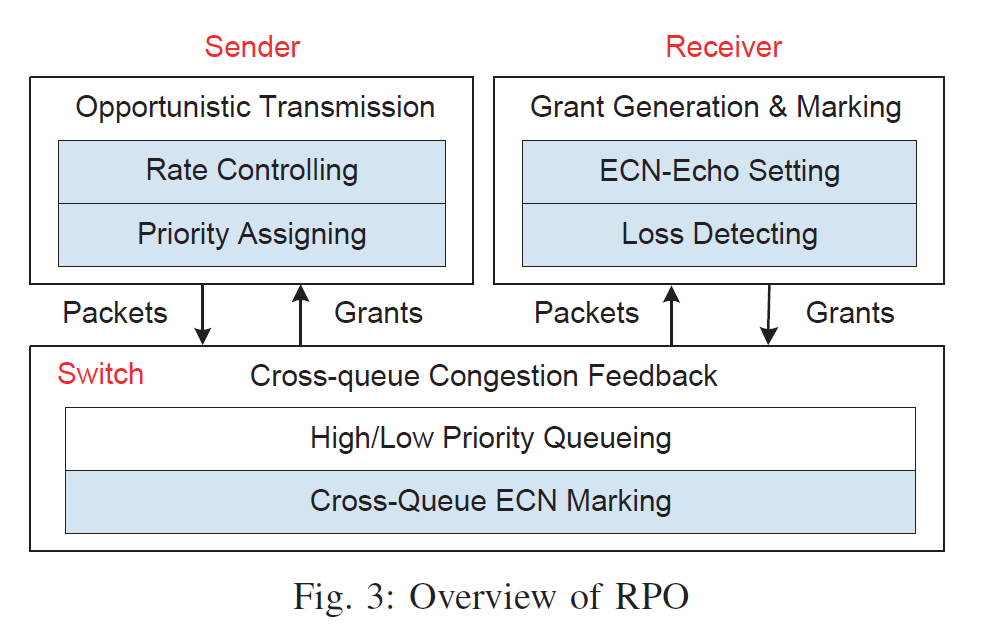 Sender
Receiver
Opportunistic Transmission
Rate Controlling
Priority Assigning
Grant Generation & Marking
ECN-Echo Setting
Loss Detecting
Packets
Grants
Packets
Grants
Switch
Cross-queue Congestion Feedback
High/Low Priority Queueing
Cross-Queue ECN Marking
Fig. 3: Overview of RPO